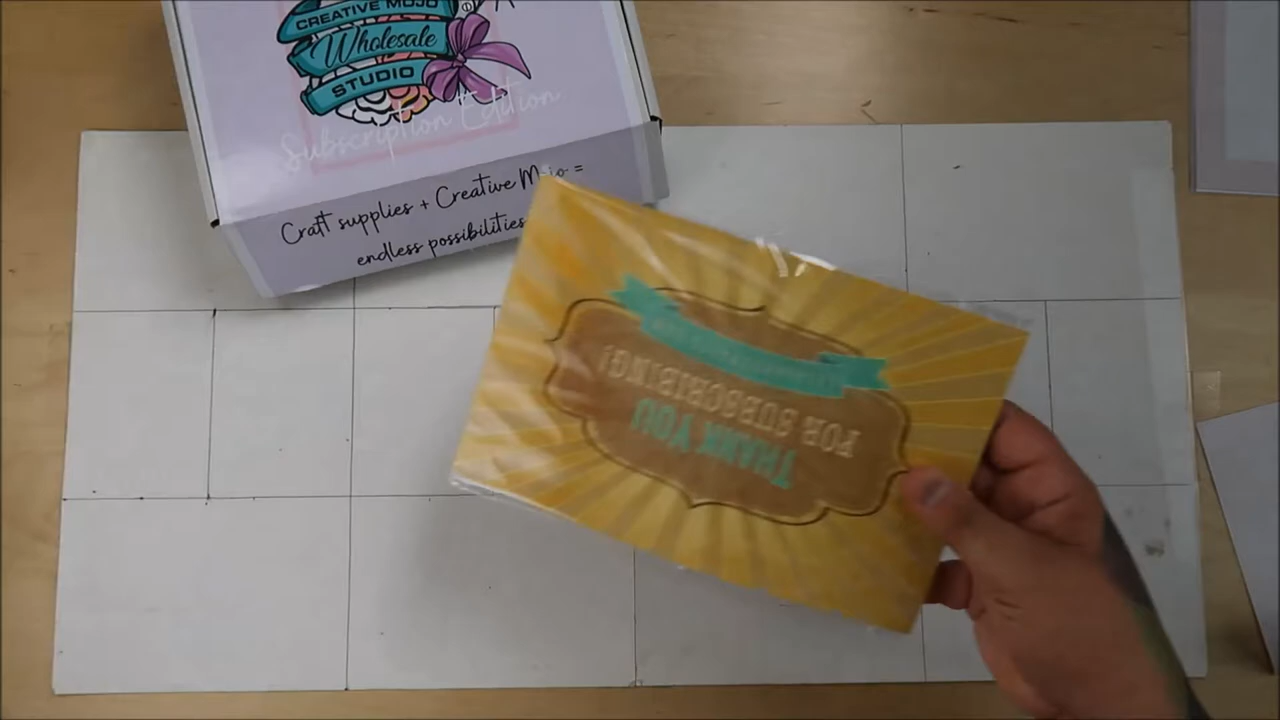 CREATIVE MOJO
Wholesale
STUDIO
Subscription Edition
Craft supplies + Creative Mojo =
endless possibilities
THANK YOU
FOR SUBSCRIBING!